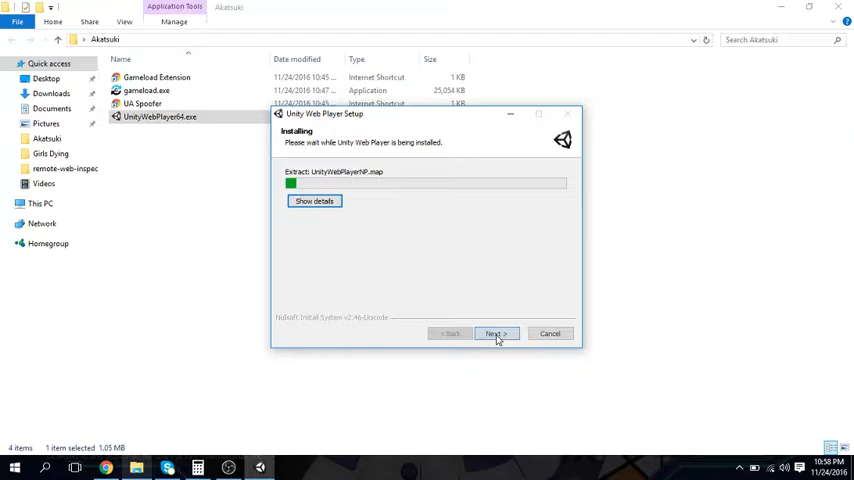 Application Tools
Akatsuki
File
Home
Share
View
Manage
Akatsuki
Search Akatsuki
Quick access
Desktop
Downloads
Documents
Pictures
Akatsuki
Girls Dying
remote-web-inspec
Videos
This PC
Network
Homegroup
Name
Date modified
Type
Size
Gameload Extension
11/24/2016 10:45 ...
Internet Shortcut
1 KB
gameload.exe
11/24/2016 10:47 ...
Application
25,054 KB
UA Spoofer
11/24/2016 10:45 ...
Internet Shortcut
1 KB
UnityWebPlayer64.exe
Unity Web Player Setup
Installing
Please wait while Unity Web Player is being installed.
Extract: UnityWebPlayerNP.map
Show details
Nullsoft Install System v2.46-Unicode
< Back
Next >
Cancel
4 items
1 item selected 1.05 MB
10:58 PM
11/24/2016